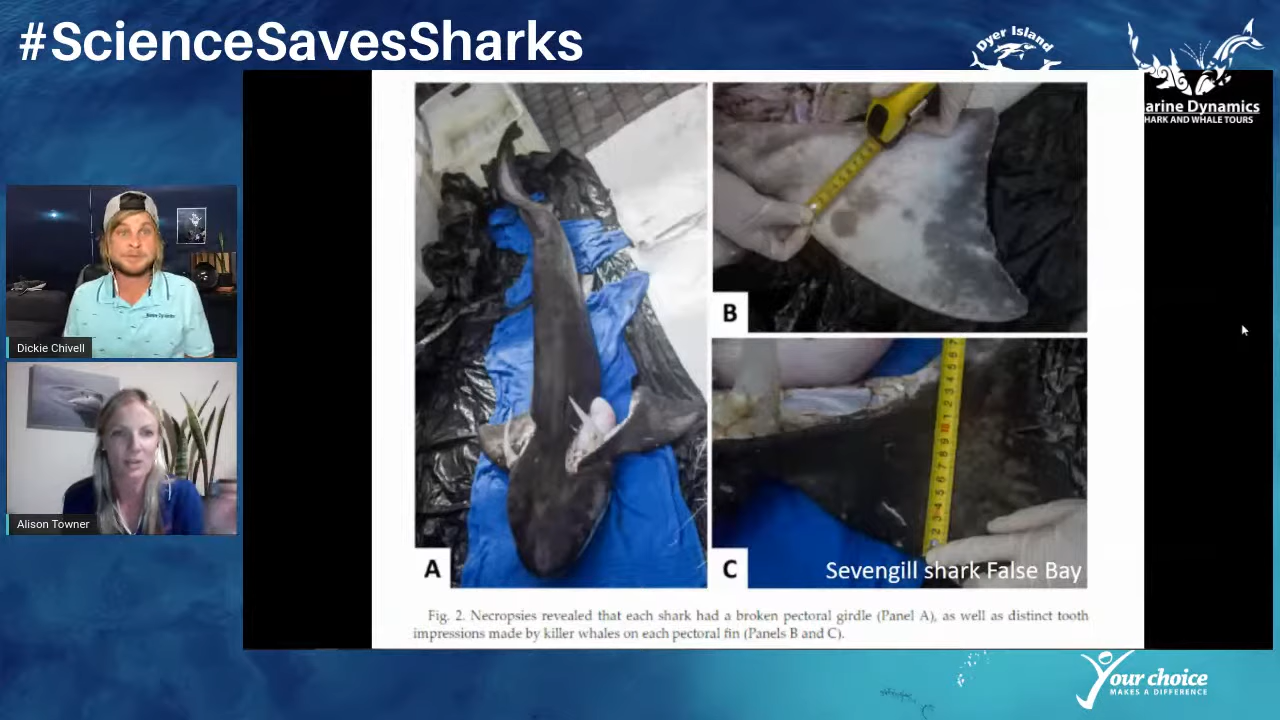 #ScienceSavesSharks
Dyer Island
Marine Dynamics
SHARK AND WHALE TOURS
Dickie Chivell
Marine Dynamics
Alison Towner
A
B
C
Sevengill shark False Bay
Fig. 2. Necropsies revealed that each shark had a broken pectoral girdle (Panel A), as well as distinct tooth
impressions made by killer whales on each pectoral fin (Panels B and C).
Your choice
MAKES A DIFFERENCE